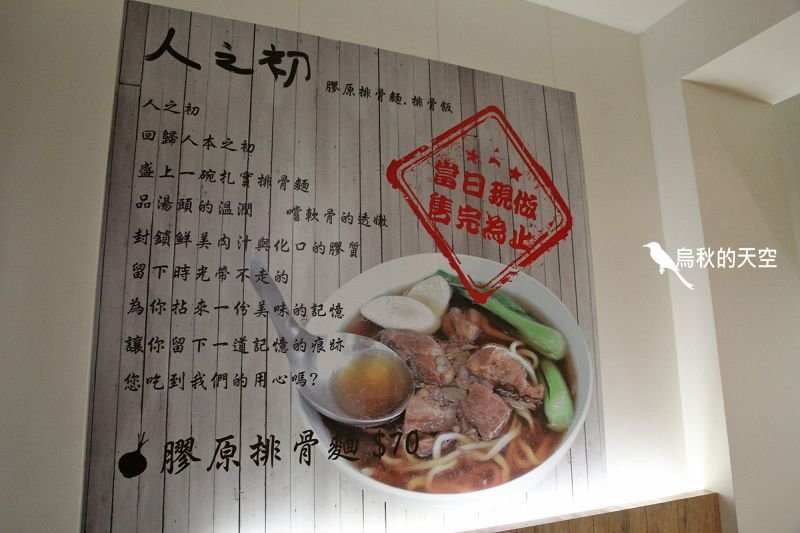 人之初
膠原排骨麵.排骨飯
人之初
回歸人本之初
盛上一碗扎實排骨麵
品湯頭的溫潤 嚐軟骨的透嫩
封鎖鮮美肉汁與化口的膠質
留下時光帶不走的
為你拈來一份美味的記憶
讓你留下一道記憶的痕跡
您吃到我們的用心嗎?
膠原排骨麵 $70
當日現做
售完為止
烏秋的天空